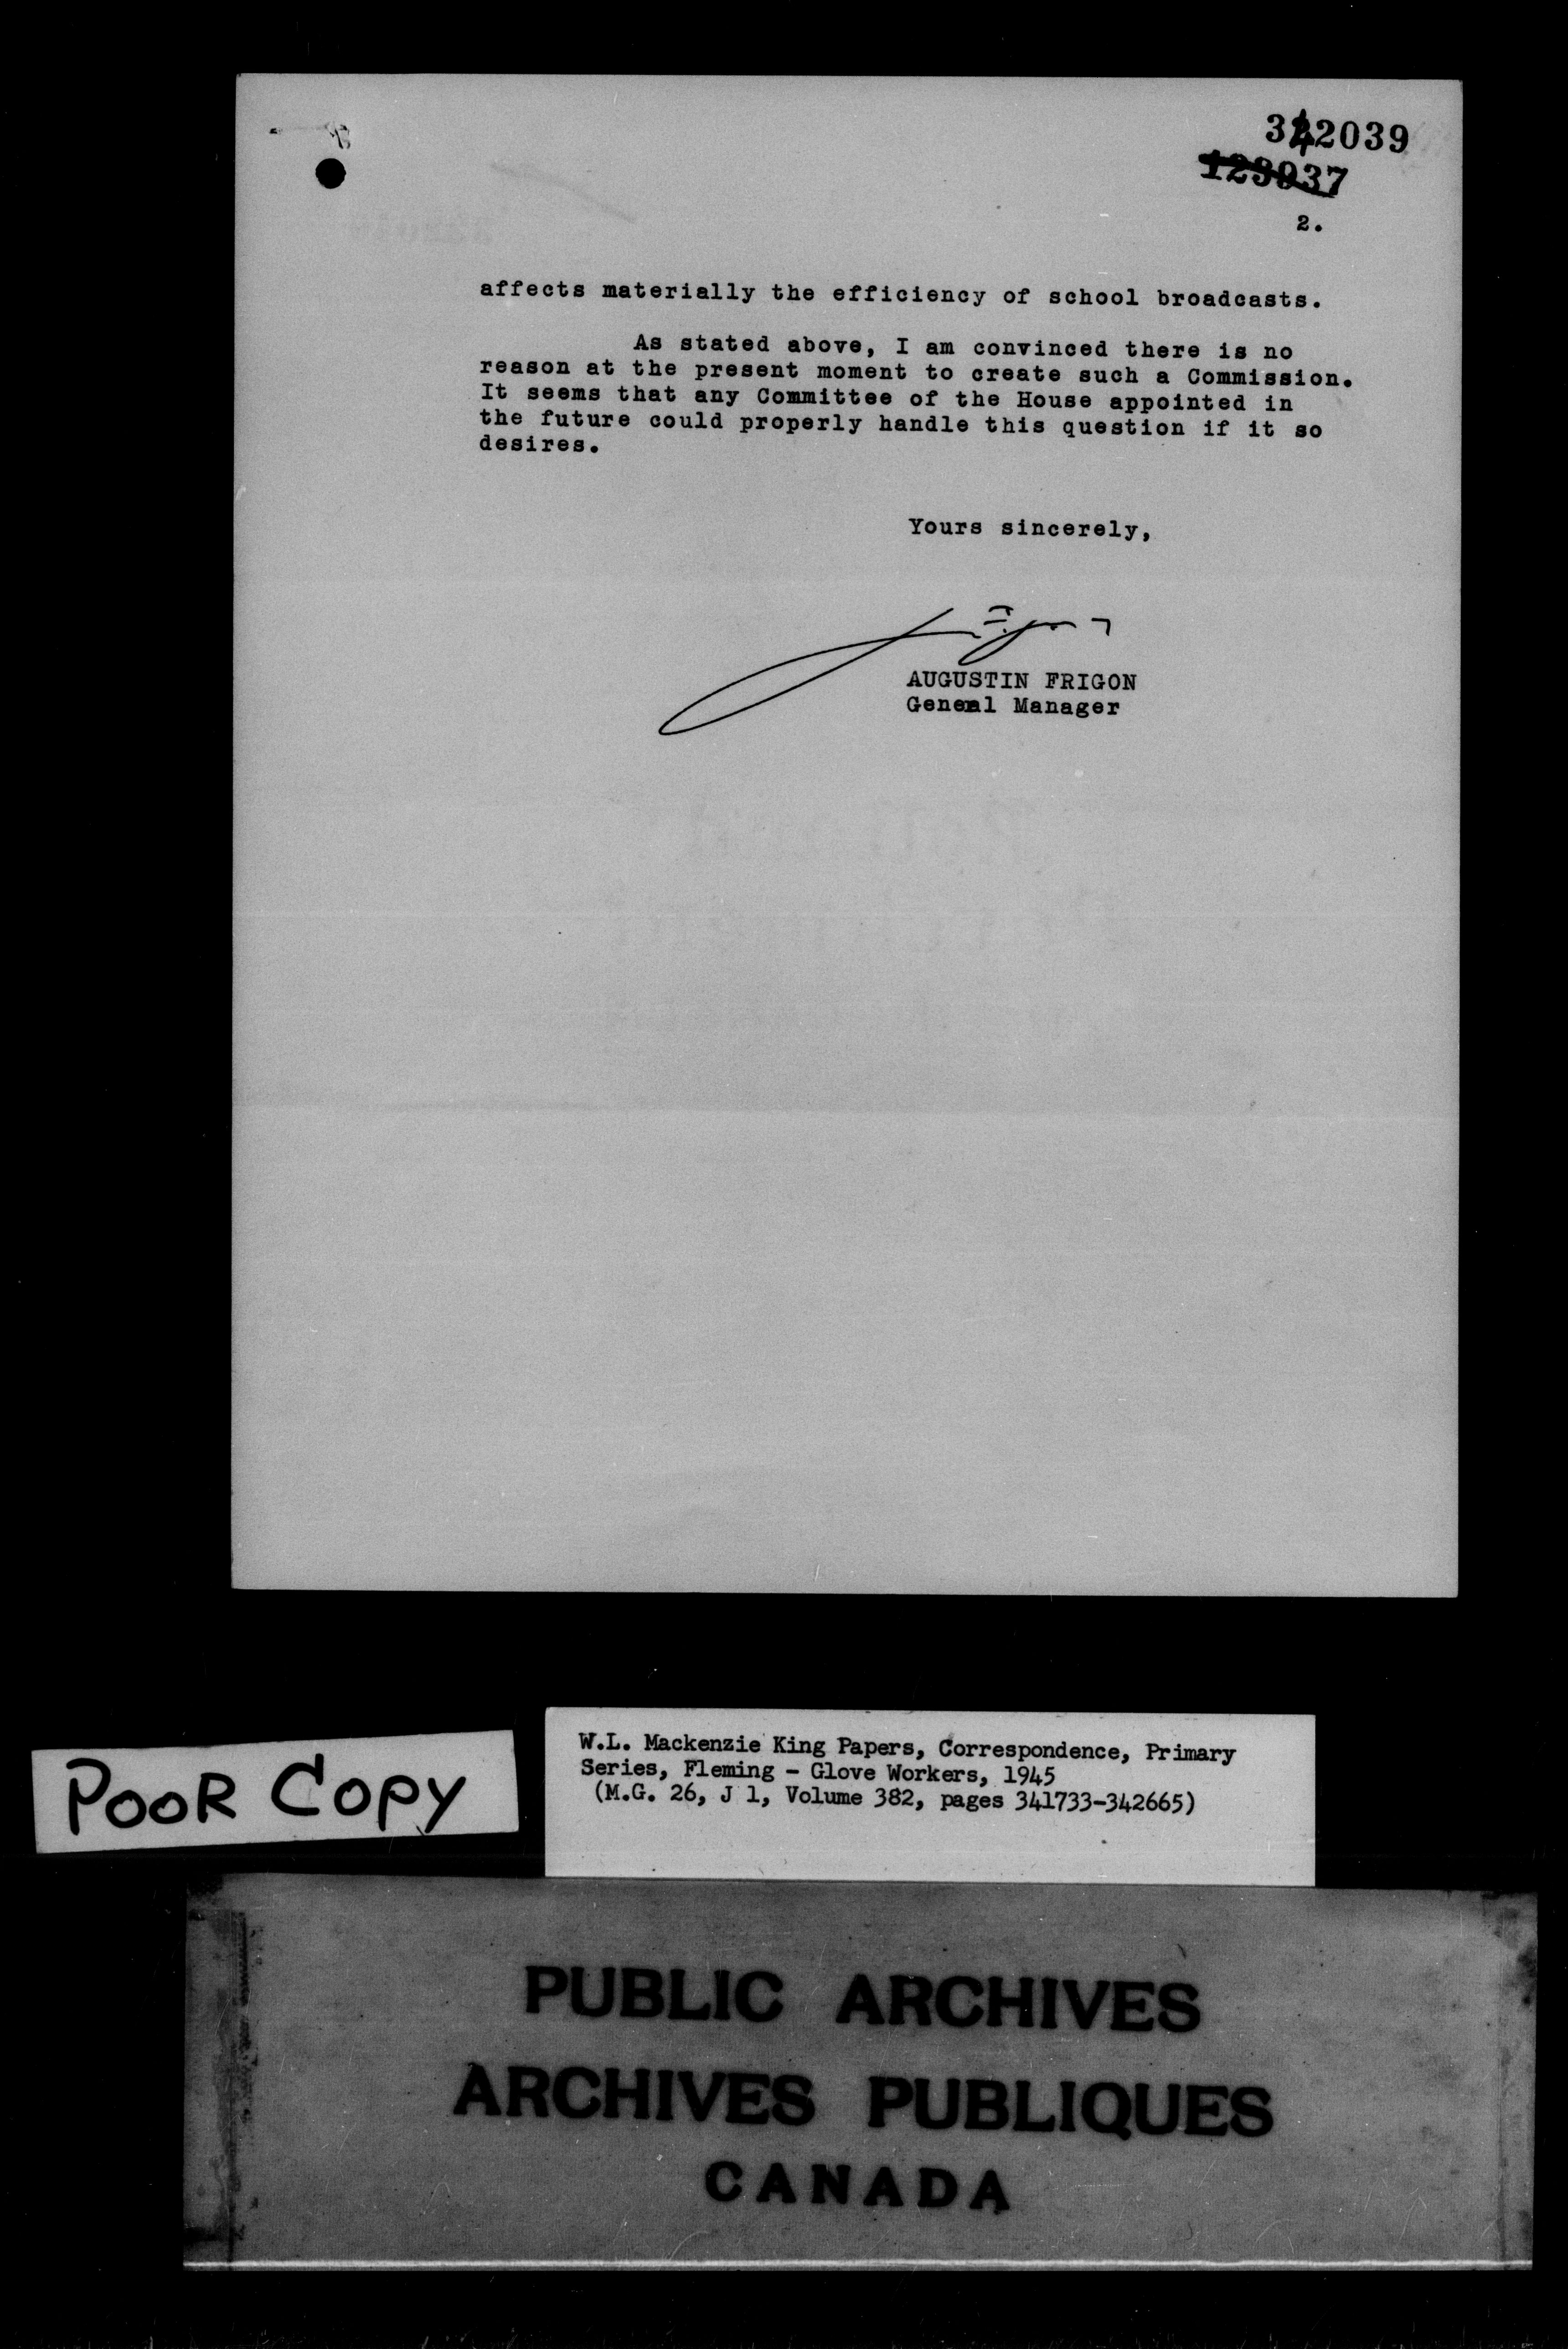 342039
123937
2.
affects materially the efficiency of school broadcasts.
As stated above, I am convinced there is no
reason at the present moment to create such a Commission.
It seems that any Committee of the House appointed in
the future could properly handle this question if it so
desires.
Yours sincerely,
AUGUSTIN FRIGON
General Manager
POOR COPY
W.L. Mackenzie King Papers, Correspondence, Primary
Series, Fleming - Glove Workers, 1945
(M.G. 26, J 1, Volume 382, pages 341733-342665)
PUBLIC ARCHIVES
ARCHIVES PUBLIQUES
CANADA